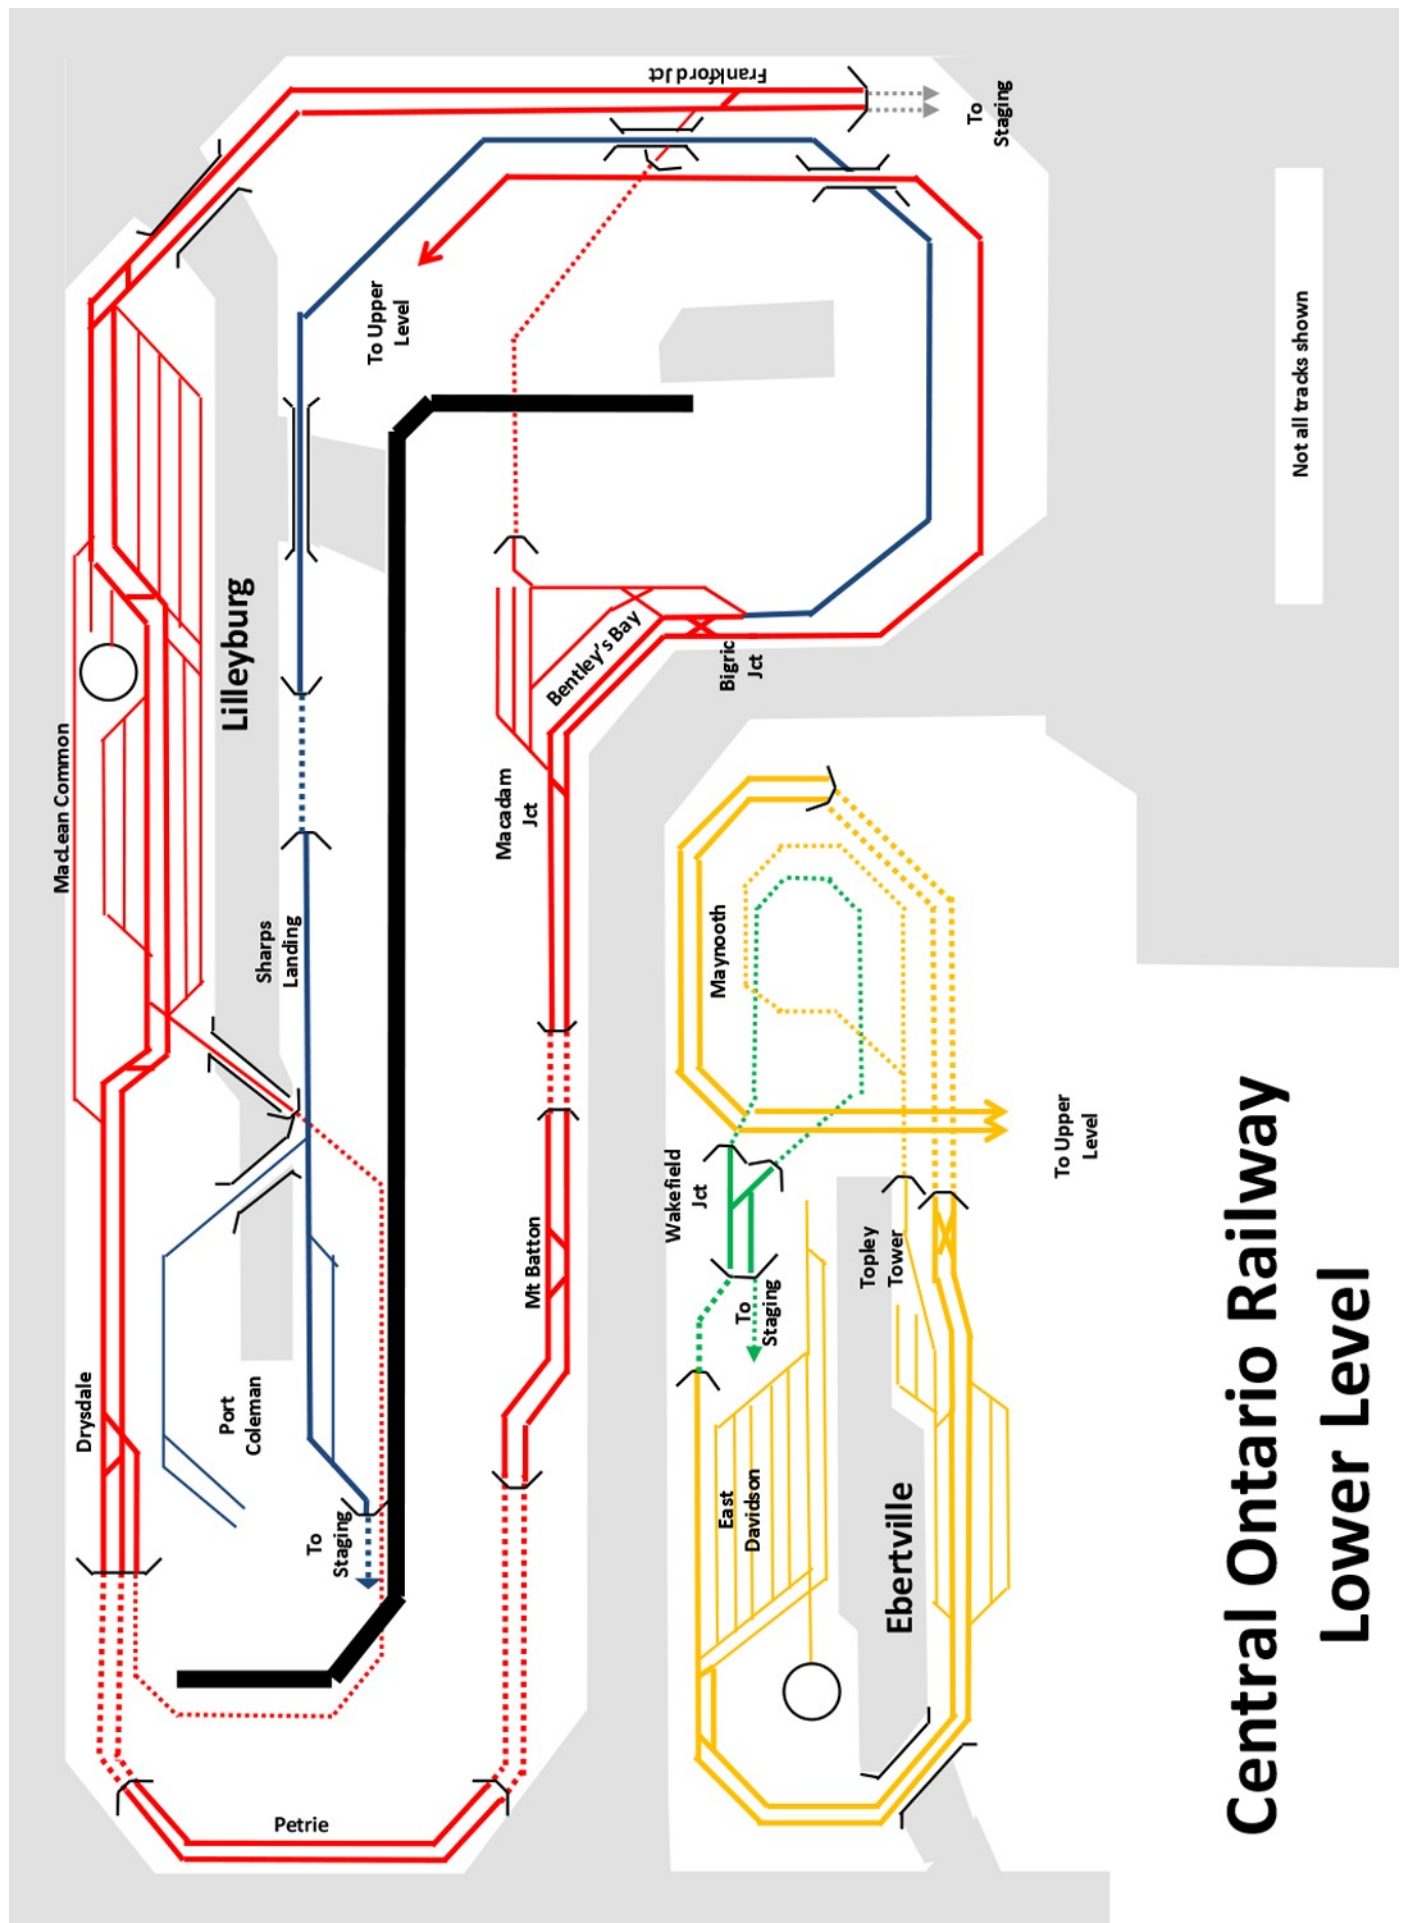 Frankford Jct
To
Staging
To Upper
Level
Not all tracks shown
Lilleyburg
MacLean Common
Bentley's Bay
Bigric
Jct
Macadam
Jct
Sharps
Landing
Maynooth
Wakefield
Jct
To Upper
Level
Mt Batton
Topley
Tower
To
Staging
Drysdale
Port
Coleman
East
Davidson
To
Staging
Ebertville
Petrie
Central Ontario Railway
Lower Level